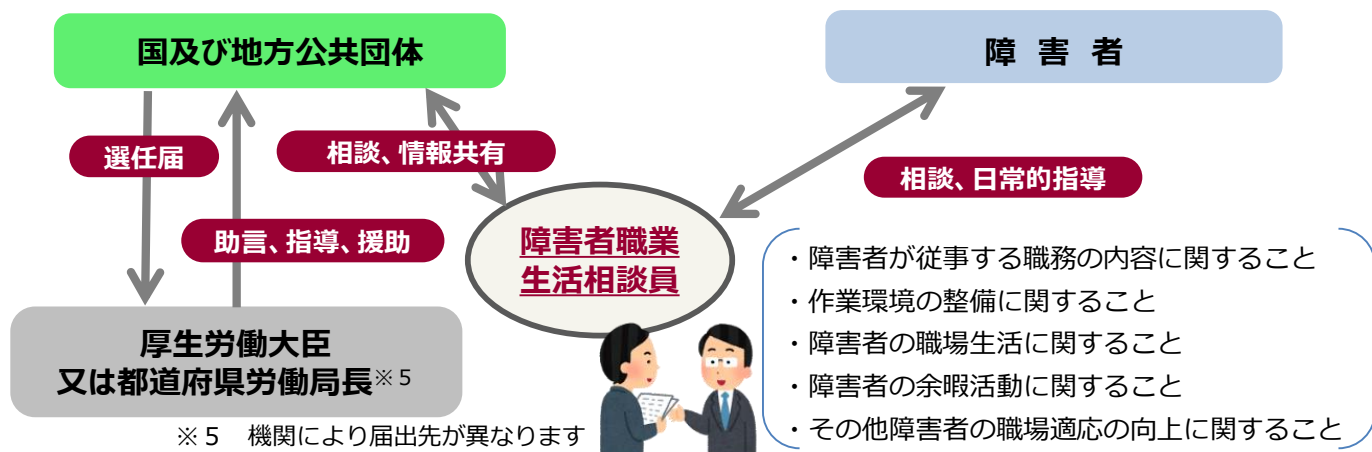 国及び地方公共団体
障 害 者
選任届
相談、情報共有
相談、日常的指導
助言、指導、援助
障害者職業
生活相談員
厚生労働大臣
又は都道府県労働局長※5
※5 機関により届出先が異なります
・障害者が従事する職務の内容に関すること
・作業環境の整備に関すること
・障害者の職場生活に関すること
・障害者の余暇活動に関すること
・その他障害者の職場適応の向上に関すること